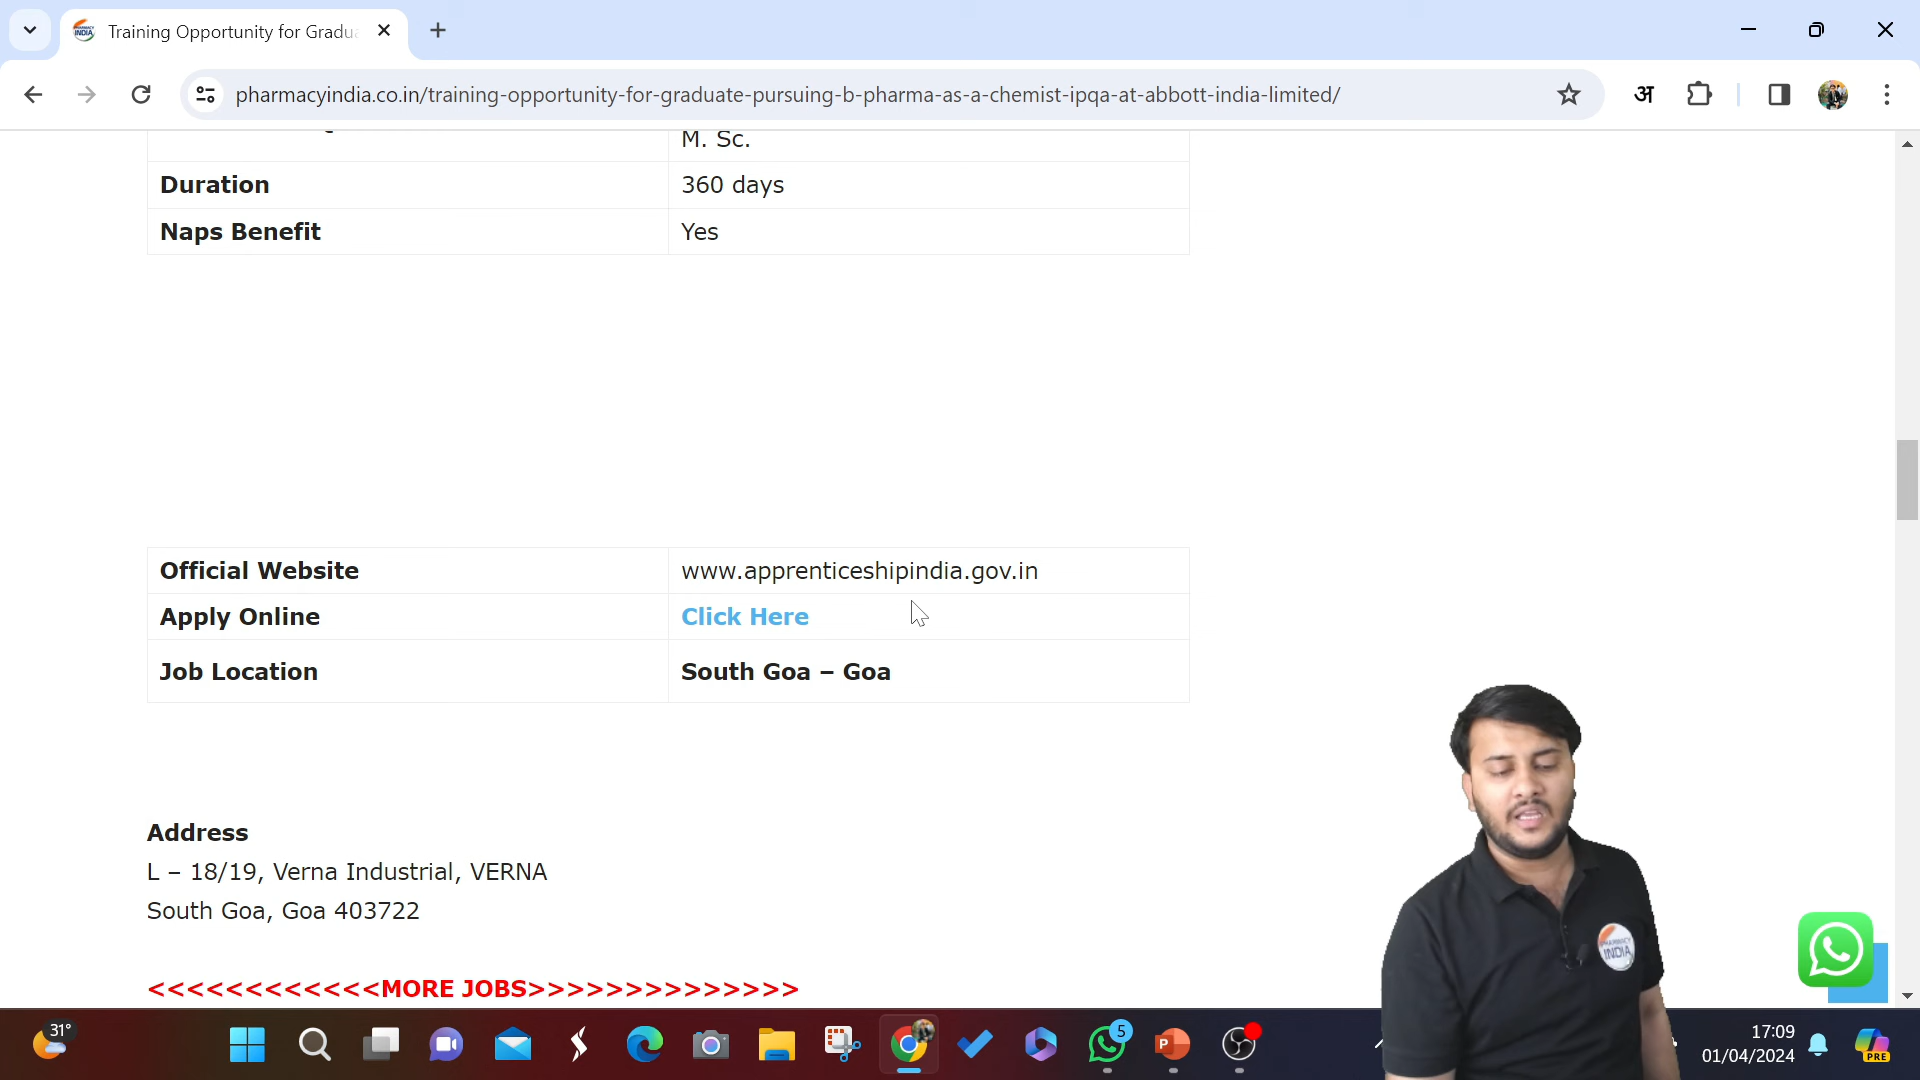 Training Opportunity for Gradu
pharmacyindia.co.in/training-opportunity-for-graduate-pursuing-b-pharma-as-a-chemist-ipqa-at-abbott-india-limited/
अ
M. Sc.
Duration 360 days
Naps Benefit Yes
Official Website www.apprenticeshipindia.gov.in
Apply Online Click Here
Job Location South Goa – Goa
Address
L – 18/19, Verna Industrial, VERNA
South Goa, Goa 403722
<<<<<<<<<<<<MORE JOBS>>>>>>>>>>>>>>
PHARMACY
INDIA
31°
5
17:09
01/04/2024
PRE